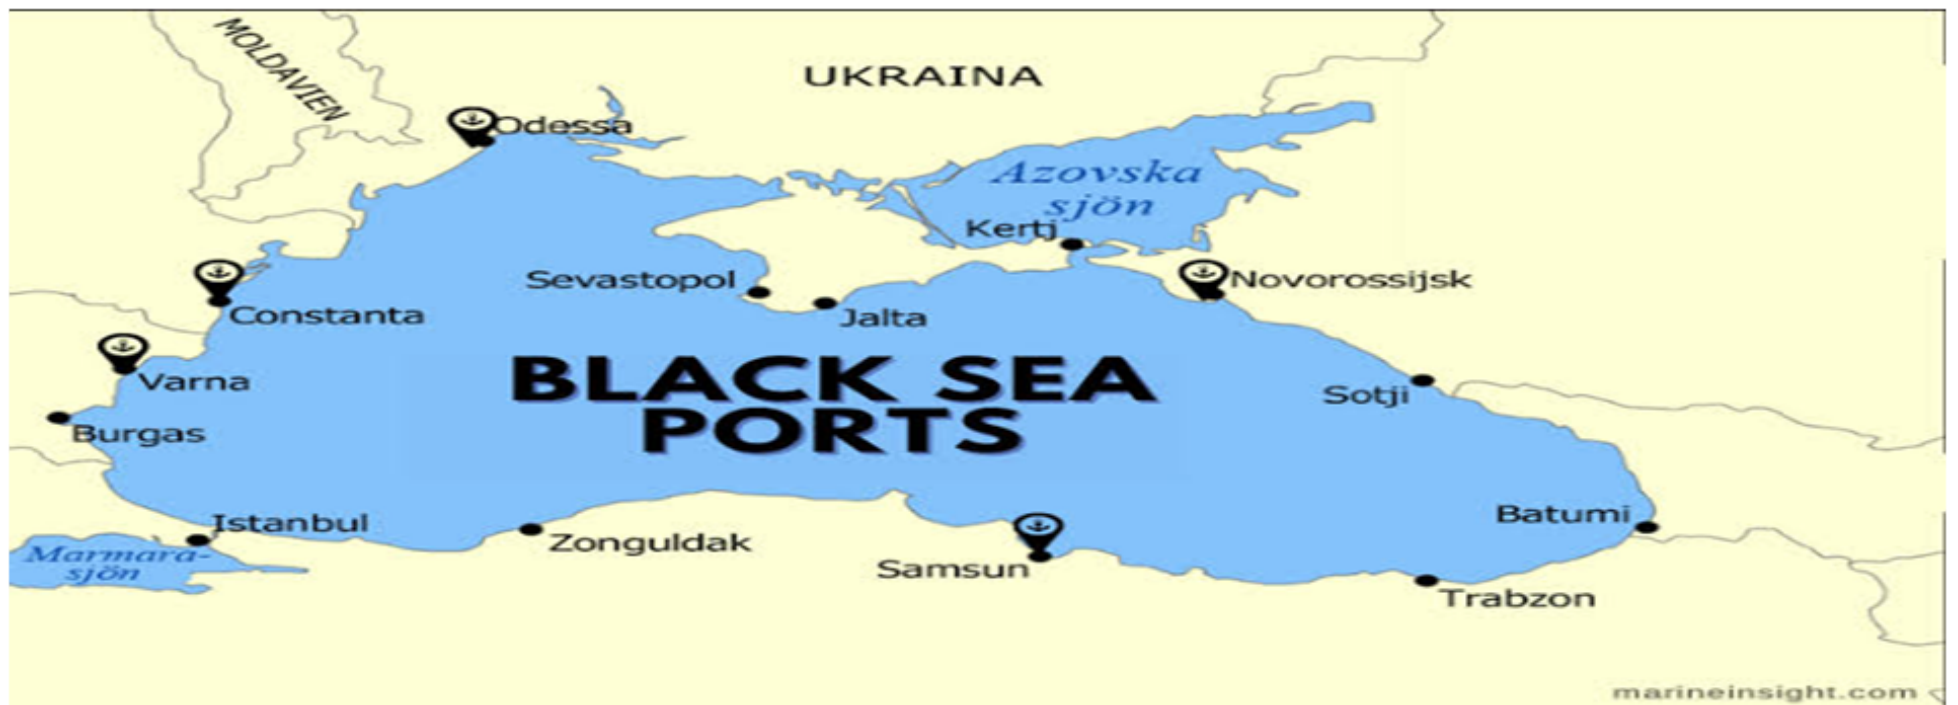 MOLDAVIEN
UKRAINA
Odessa
Azovska
sjön
Kertj
Sevastopol
Novorossijsk
Constanta
Jalta
BLACK SEA
PORTS
Varna
Sotji
Burgas
Istanbul
Batumi
Zonguldak
Marmara-
sjön
Samsun
Trabzon
marineinsight.com